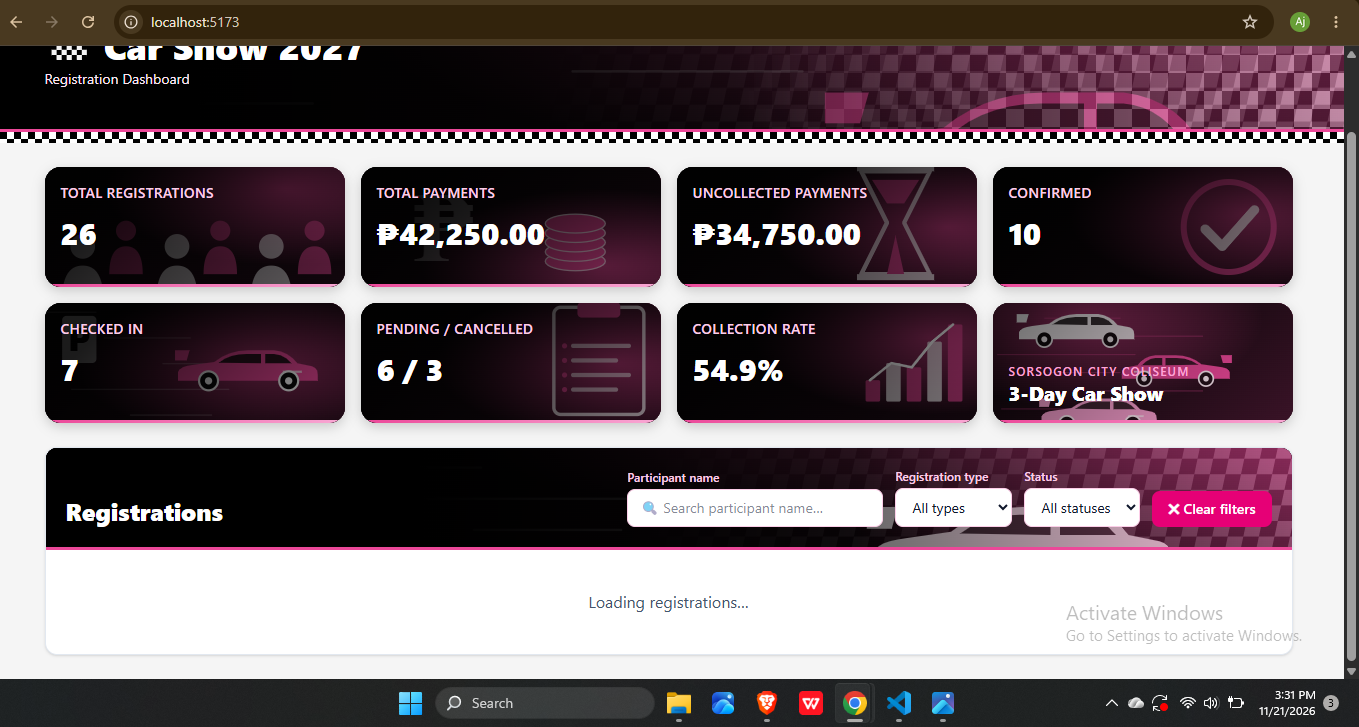 localhost:5173
Aj
Car Show 2027
Registration Dashboard
TOTAL REGISTRATIONS
26
TOTAL PAYMENTS
₱42,250.00
UNCOLLECTED PAYMENTS
₱34,750.00
CONFIRMED
10
CHECKED IN
P
7
PENDING / CANCELLED
6 / 3
COLLECTION RATE
54.9%
SORSOGON CITY COLISEUM
3-Day Car Show
Registrations
Participant name
Search participant name...
Registration type
All types
Status
All statuses
Clear filters
Loading registrations...
Activate Windows
Go to Settings to activate Windows.
Search
W
3:31 PM
11/21/2026
3